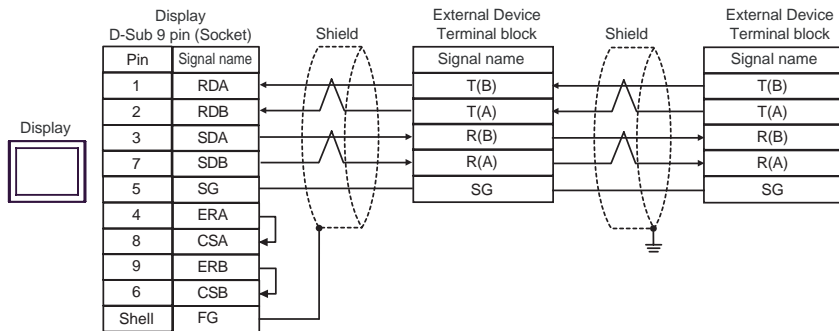 Display
D-Sub 9 pin (Socket)
Shield
External Device
Terminal block
Shield
External Device
Terminal block
Pin Signal name
Signal name
Signal name
1 RDA
T(B)
T(B)
2 RDB
T(A)
T(A)
Display
3 SDA
R(B)
R(B)
7 SDB
R(A)
R(A)
5 SG
SG
SG
4 ERA
8 CSA
9 ERB
6 CSB
Shell FG